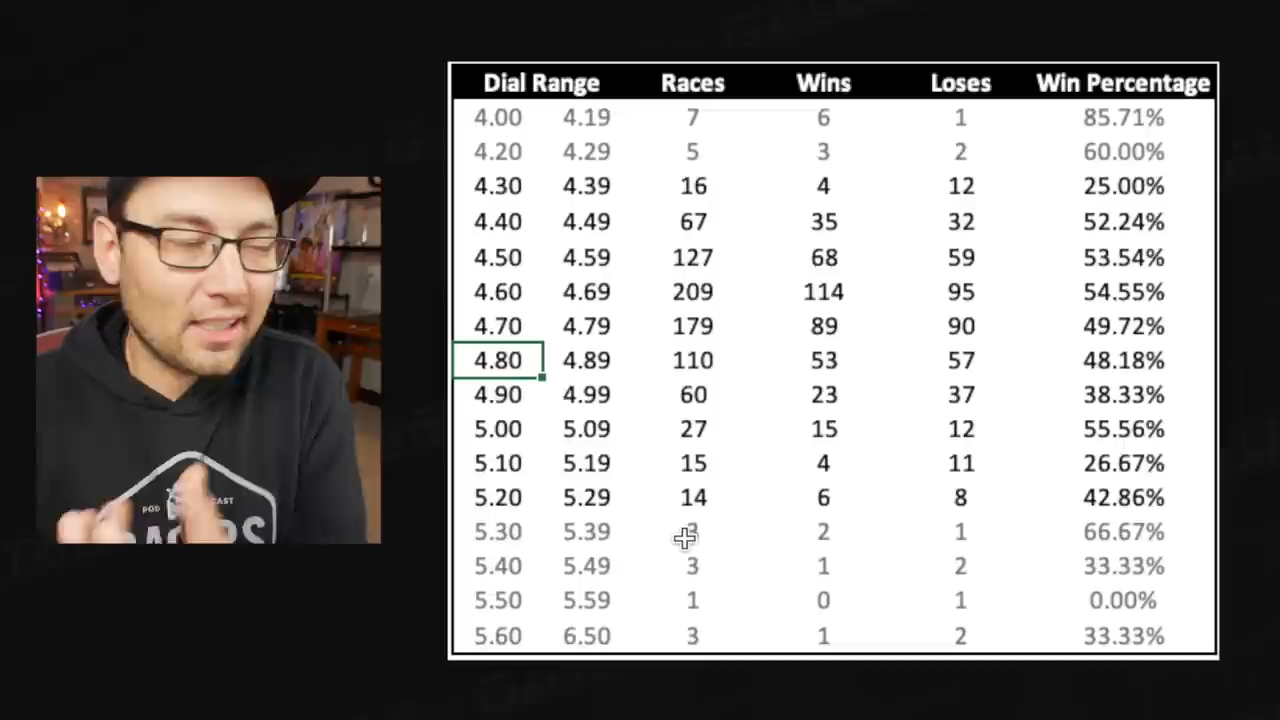 Dial Range Races Wins Loses Win Percentage
4.00 4.19 7 6 1 85.71%
4.20 4.29 5 3 2 60.00%
4.30 4.39 16 4 12 25.00%
4.40 4.49 67 35 32 52.24%
4.50 4.59 127 68 59 53.54%
4.60 4.69 209 114 95 54.55%
4.70 4.79 179 89 90 49.72%
4.80 4.89 110 53 57 48.18%
4.90 4.99 60 23 37 38.33%
5.00 5.09 27 15 12 55.56%
5.10 5.19 15 4 11 26.67%
5.20 5.29 14 6 8 42.86%
5.30 5.39 3 2 1 66.67%
5.40 5.49 3 1 2 33.33%
5.50 5.59 1 0 1 0.00%
5.60 6.50 3 1 2 33.33%
POD